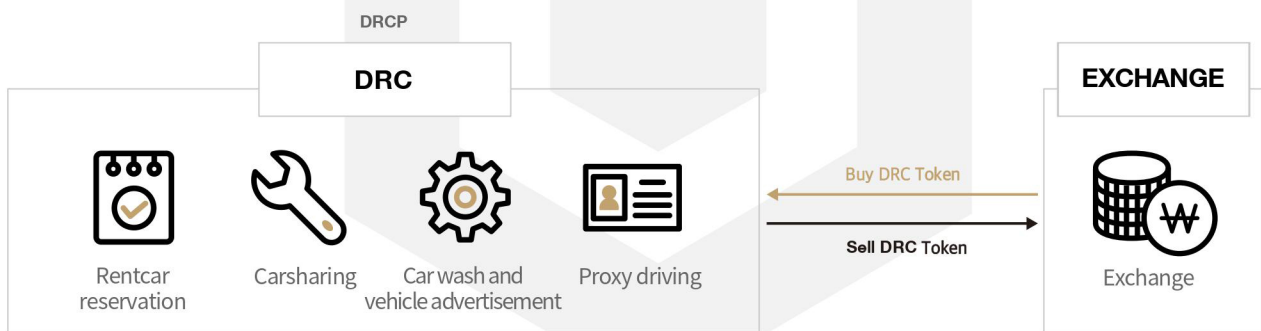 DRCP
DRC
EXCHANGE
Buy DRC Token
Sell DRC Token
₩
Rentcar
reservation
Carsharing
Car wash and
vehicle advertisement
Proxy driving
Exchange